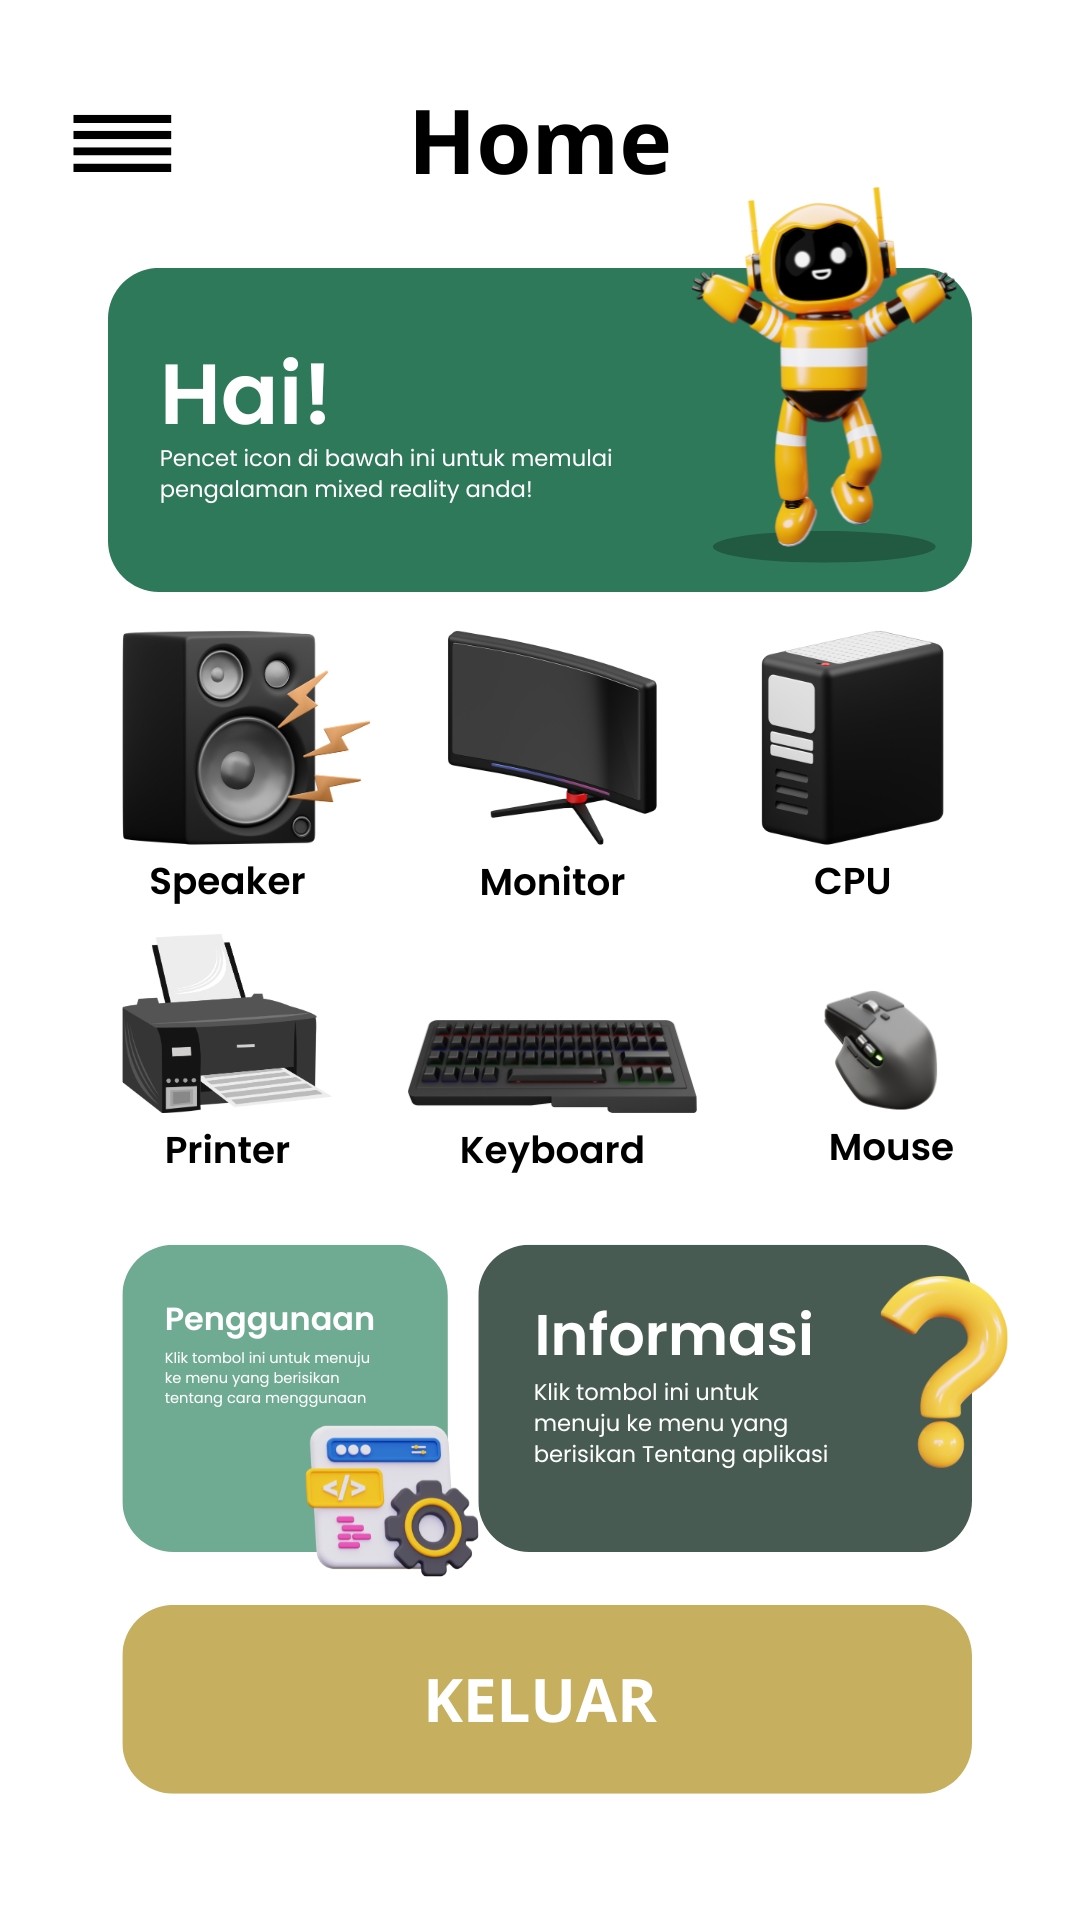 Home
Hai!
Pencet icon di bawah ini untuk memulai
pengalaman mixed reality anda!
Speaker
Monitor
CPU
Printer
Keyboard
Mouse
Penggunaan
Klik tombol ini untuk menuju
ke menu yang berisikan
tentang cara menggunaan
</>
Informasi
Klik tombol ini untuk
menuju ke menu yang
berisikan Tentang aplikasi
KELUAR